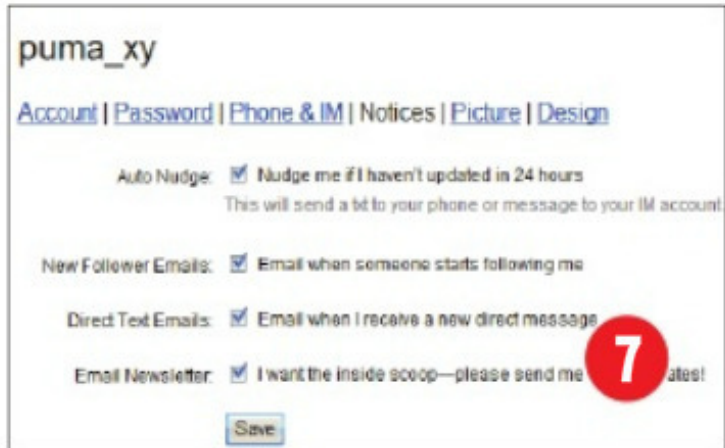 puma_xy
Account | Password | Phone & IM | Notices | Picture | Design
Auto Nudge: Nudge me if I haven't updated in 24 hours
This will send a txt to your phone or message to your IM account.
New Follower Emails: Email when someone starts following me
Direct Text Emails: Email when I receive a new direct message
Email Newsletter: I want the inside scoop—please send me ates!
7
Save